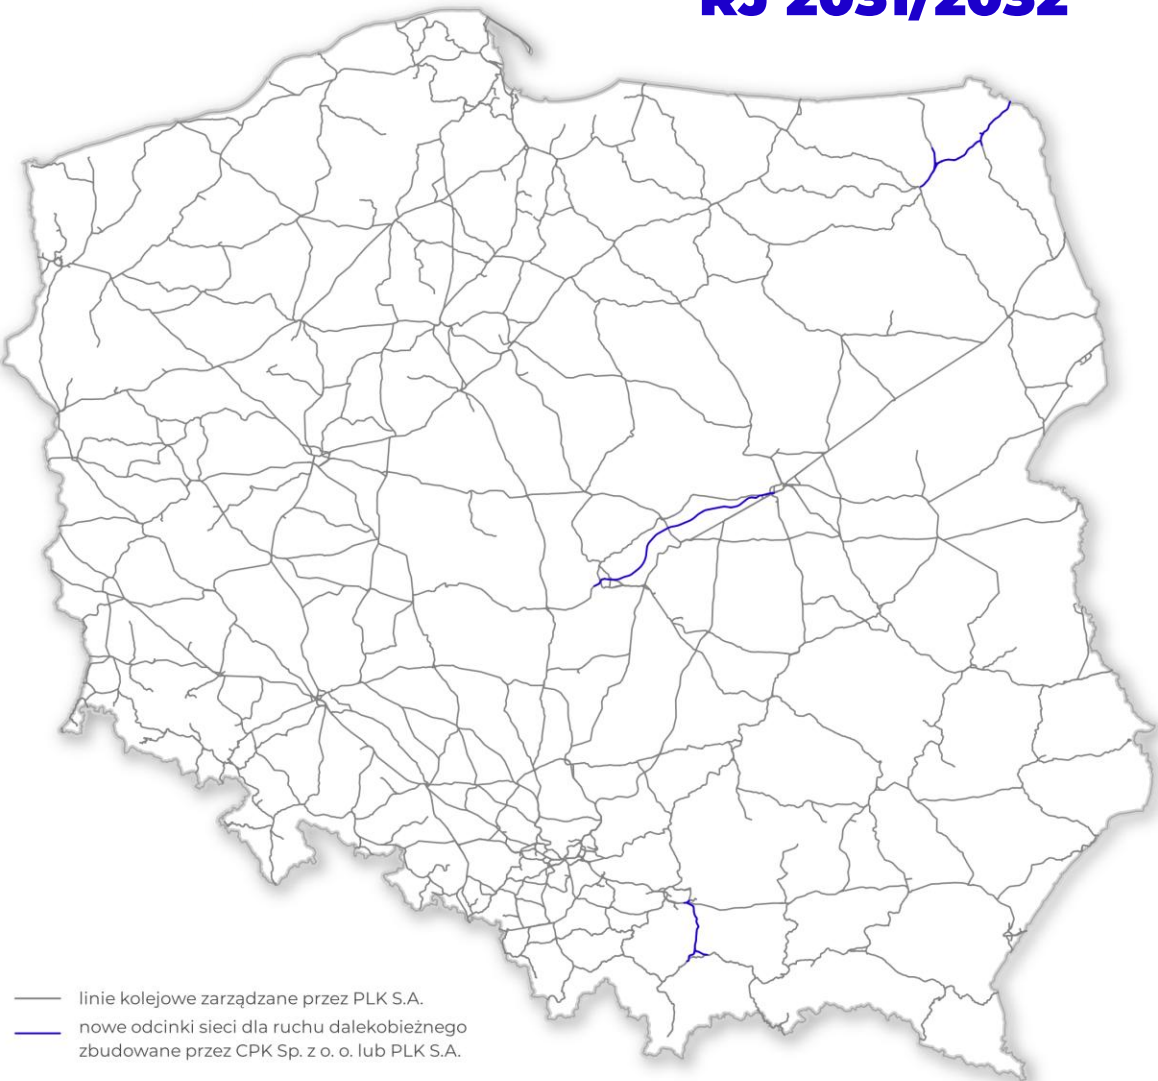 RJ 2031/2032
linie kolejowe zarządzane przez PLK S.A.
nowe odcinki sieci dla ruchu dalekobieżnego
zbudowane przez CPK Sp. z o. o. lub PLK S.A.